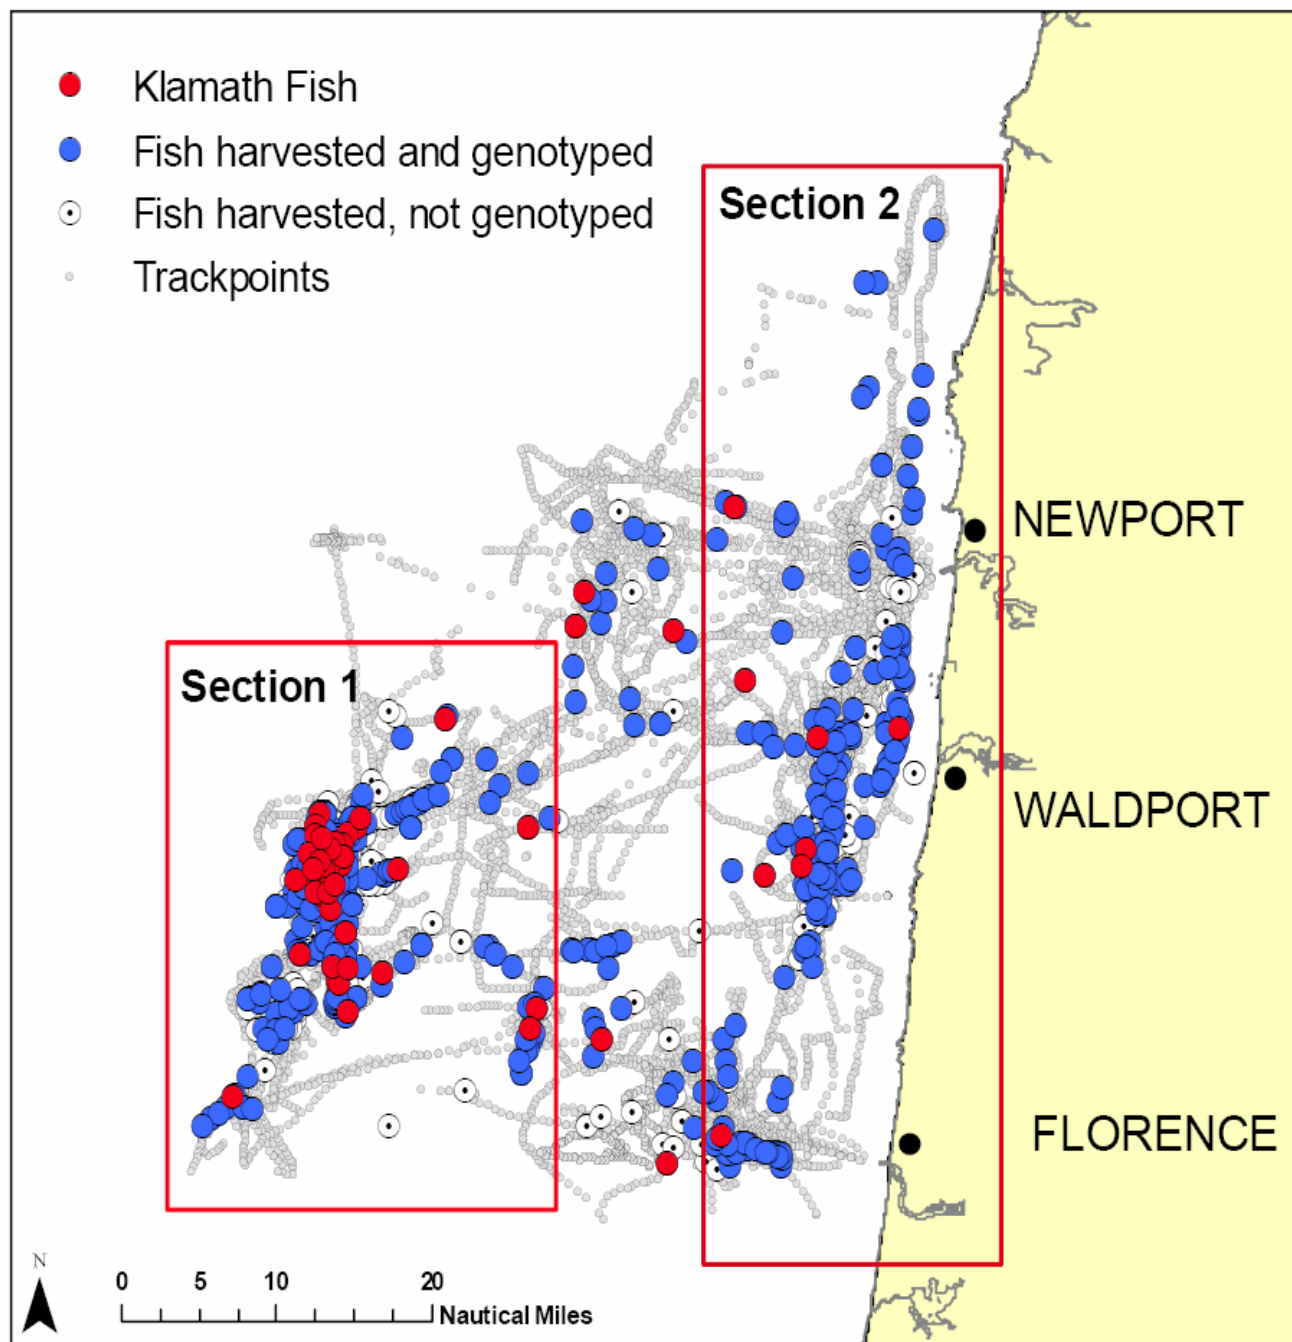 Klamath Fish
Fish harvested and genotyped
Fish harvested, not genotyped
Trackpoints
Section 2
NEWPORT
Section 1
WALDPORT
FLORENCE
N
0 5 10 20
Nautical Miles